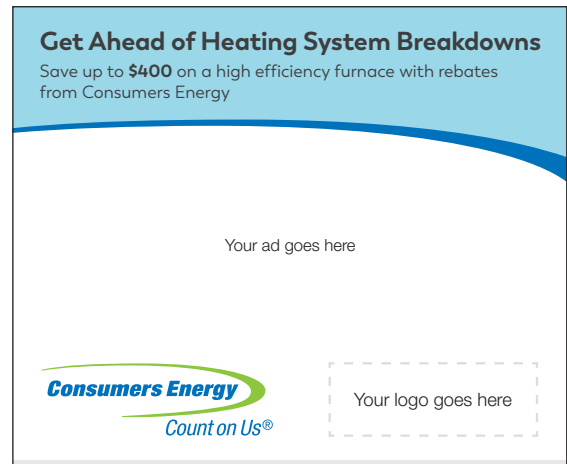 Get Ahead of Heating System Breakdowns
Save up to $400 on a high efficiency furnace with rebates
from Consumers Energy
Your ad goes here
Consumers Energy
Count on Us®
Your logo goes here